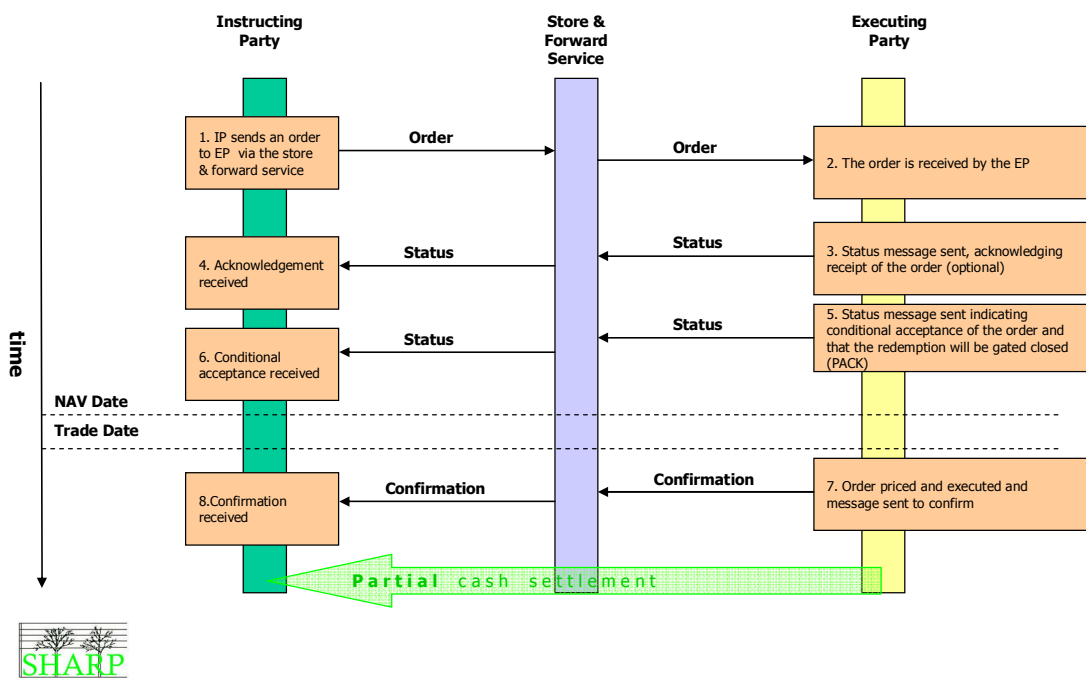 Instructing
Party
Store &
Forward
Service
Executing
Party
1. IP sends an order
to EP via the store
& forward service
Order
Order
2. The order is received by the EP
Status
3. Status message sent, acknowledging
receipt of the order (optional)
Status
4. Acknowledgement
received
Status
5. Status message sent indicating
conditional acceptance of the order and
that the redemption will be gated closed
(PACK)
Status
6. Conditional
acceptance received
time
NAV Date
Trade Date
Confirmation
7. Order priced and executed and
message sent to confirm
Confirmation
8.Confirmation
received
Partial cash settlement
SHARP